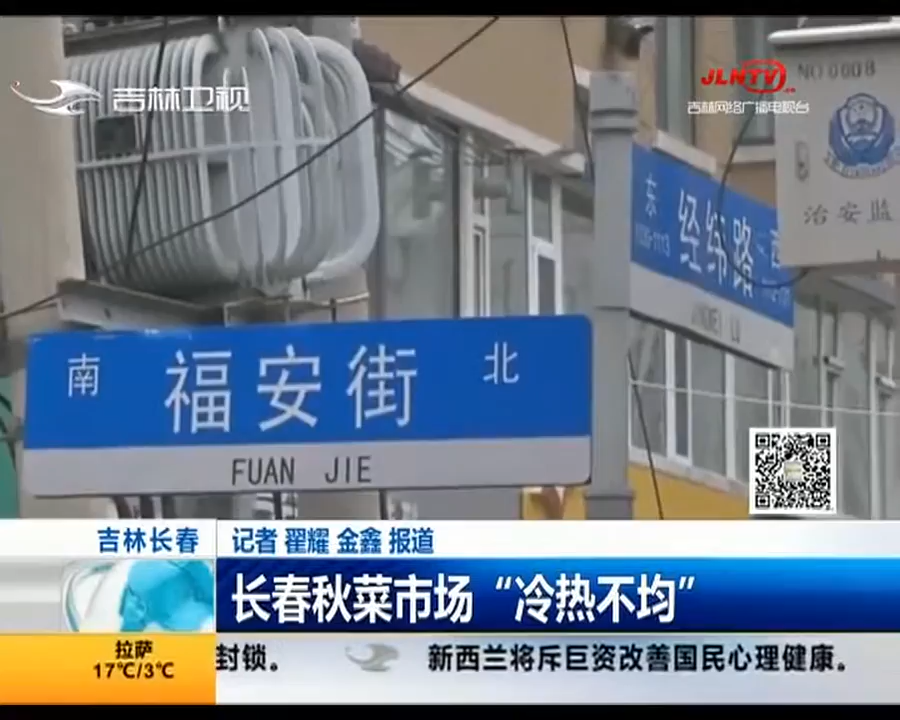 吉林卫视
JLNTV
吉林网络广播电视台
NO 0608
治安监
东 经纬路
南 福安街 北
FUAN JIE
吉林长春
记者 翟耀 金鑫 报道
长春秋菜市场“冷热不均”
拉萨
17℃/3℃
封锁。 新西兰将斥巨资改善国民心理健康。